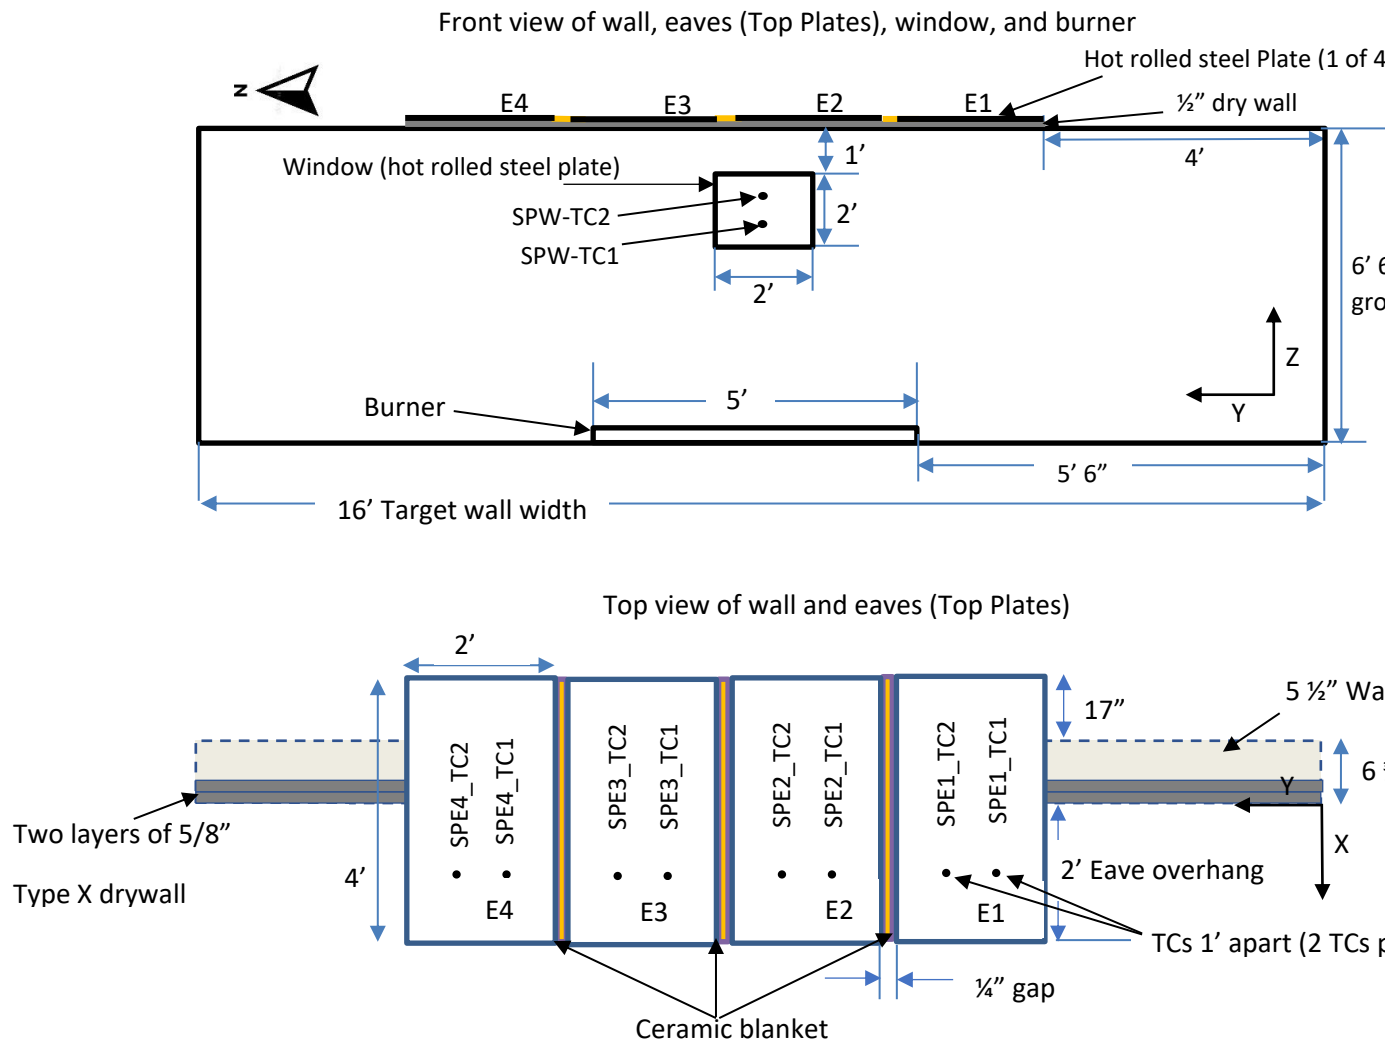 Front view of wall, eaves (Top Plates), window, and burner
Hot rolled steel Plate (1 of 4
N
E4
E3
E2
E1
½” dry wall
1’
4’
Window (hot rolled steel plate)
SPW-TC2
2’
SPW-TC1
2’
6’ 6
Z
Y
5’
Burner
5’ 6”
16’ Target wall width
Top view of wall and eaves (Top Plates)
2’
17”
5 ½” Wa
SPE4_TC2
SPE4_TC1
SPE3_TC2
SPE3_TC1
SPE2_TC2
SPE2_TC1
SPE1_TC2
SPE1_TC1
6
Y
X
Two layers of 5/8”
Type X drywall
4’
2’ Eave overhang
E4
E3
E2
E1
TCs 1’ apart (2 TCs
¼” gap
Ceramic blanket